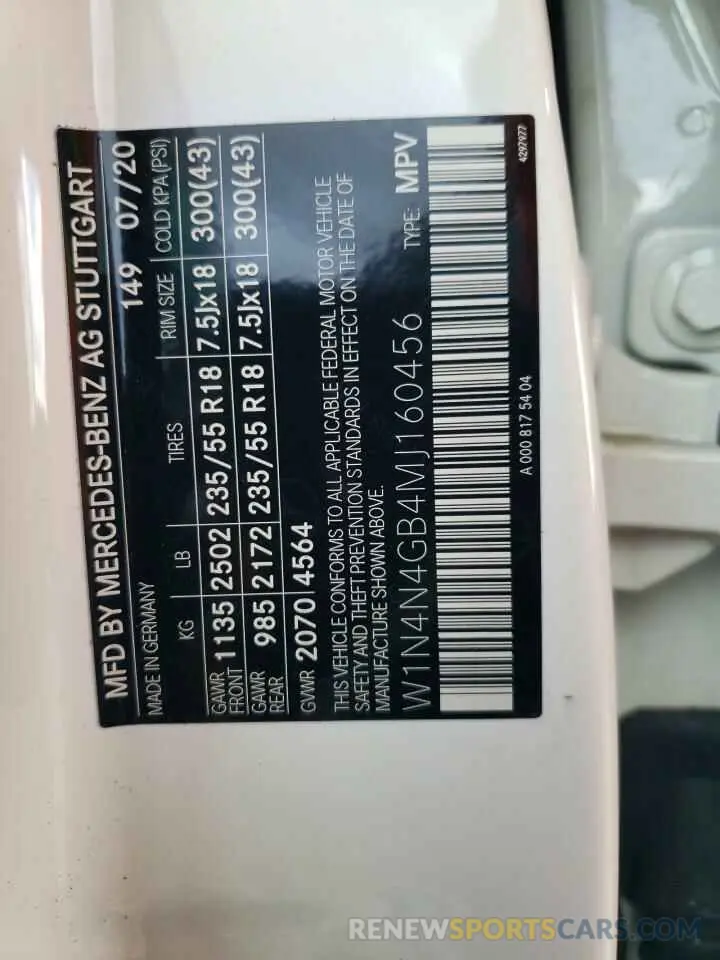 MFD BY MERCEDES-BENZ AG STUTTGART
MADE IN GERMANY 149 07/20
KG LB TIRES RIM SIZE COLD KPA(PSI)
GAWR FRONT 1135 2502 235/55 R18 7.5Jx18 300(43)
GAWR REAR 985 2172 235/55 R18 7.5Jx18 300(43)
GVWR 2070 4564
THIS VEHICLE CONFORMS TO ALL APPLICABLE FEDERAL MOTOR VEHICLE
SAFETY AND THEFT PREVENTION STANDARDS IN EFFECT ON THE DATE OF
MANUFACTURE SHOWN ABOVE.
W1N4N4GB4MJ160456 TYPE: MPV
A 000 817 54 04
4297977
RENEWSPORTSCARS.COM